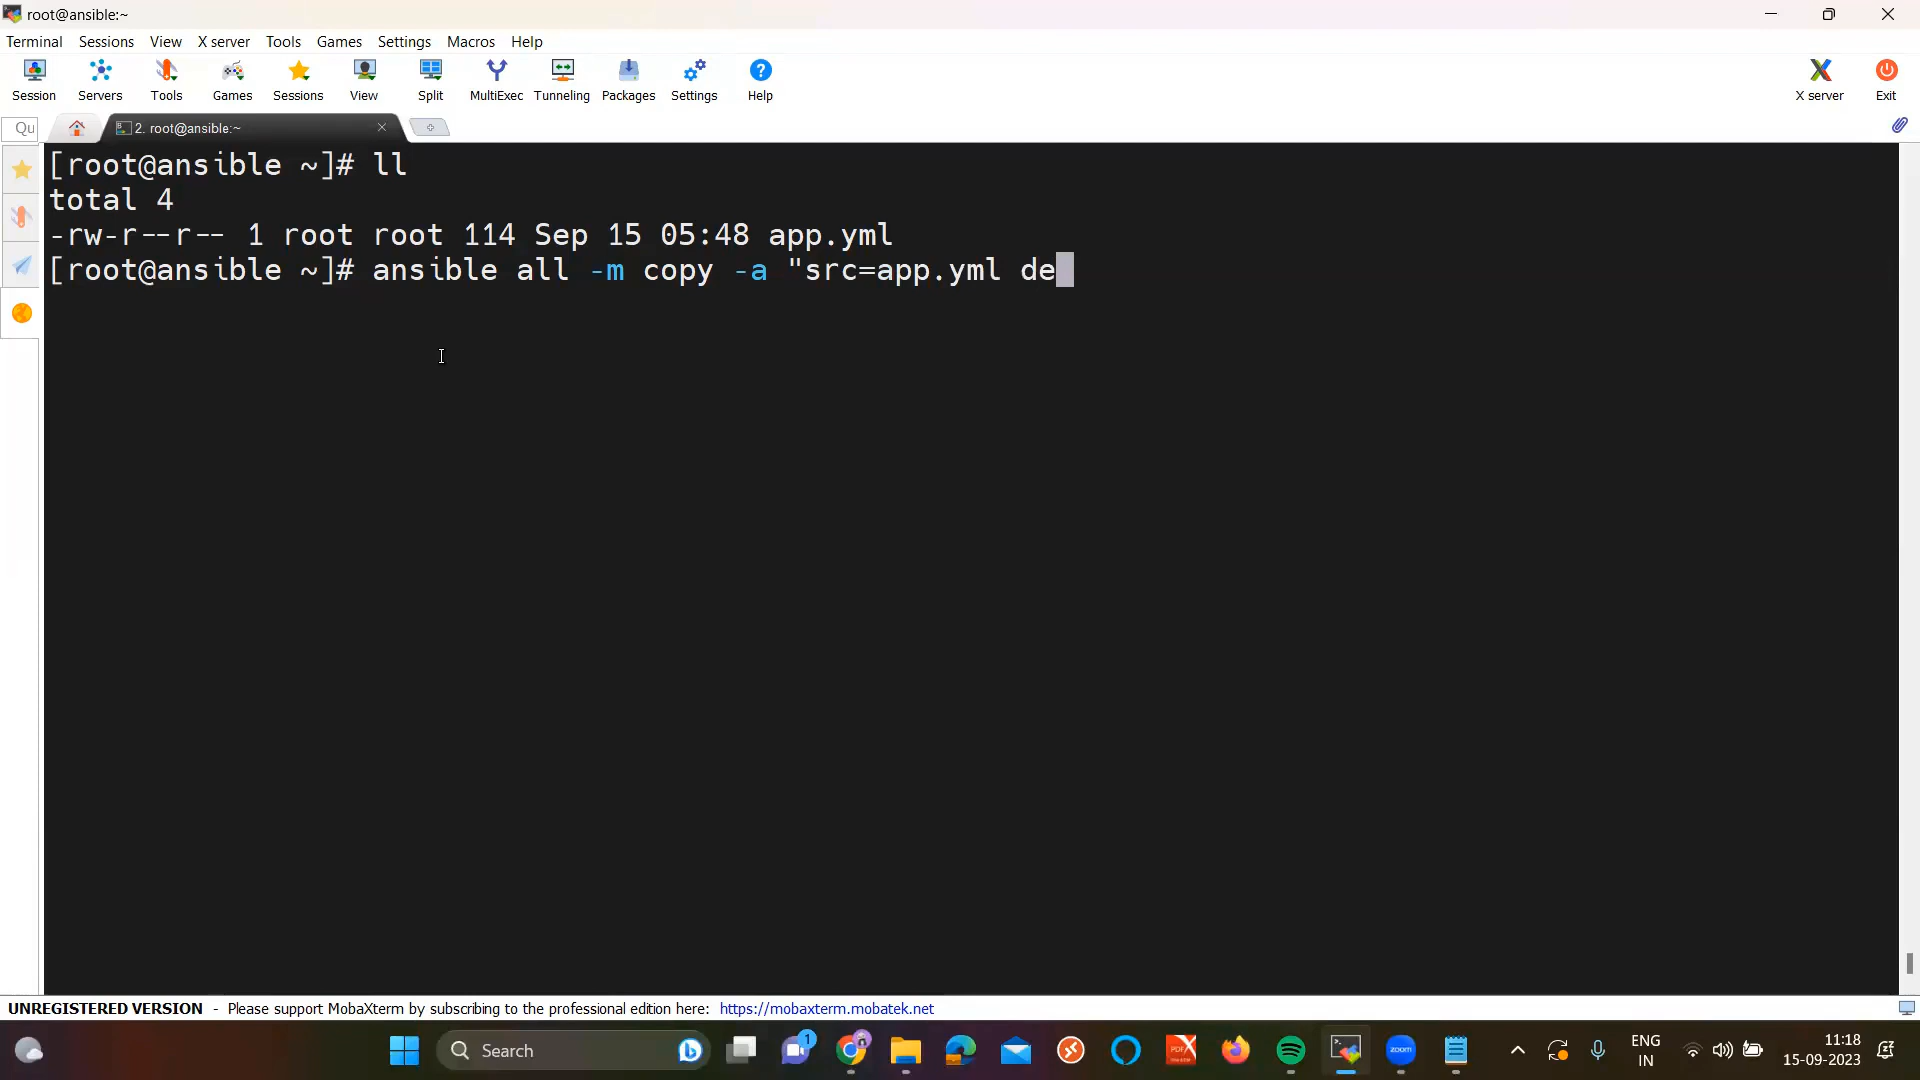 root@ansible:~
Terminal Sessions View X server Tools Games Settings Macros Help
Session Servers Tools Games Sessions View Split MultiExec Tunneling Packages Settings Help X server Exit
Qu 2. root@ansible:~
[root@ansible ~]# ll
total 4
-rw-r--r-- 1 root root 114 Sep 15 05:48 app.yml
[root@ansible ~]# ansible all -m copy -a "src=app.yml de
UNREGISTERED VERSION - Please support MobaXterm by subscribing to the professional edition here: https://mobaxterm.mobatek.net
Search 1 zoom ENG 11:18
IN 15-09-2023